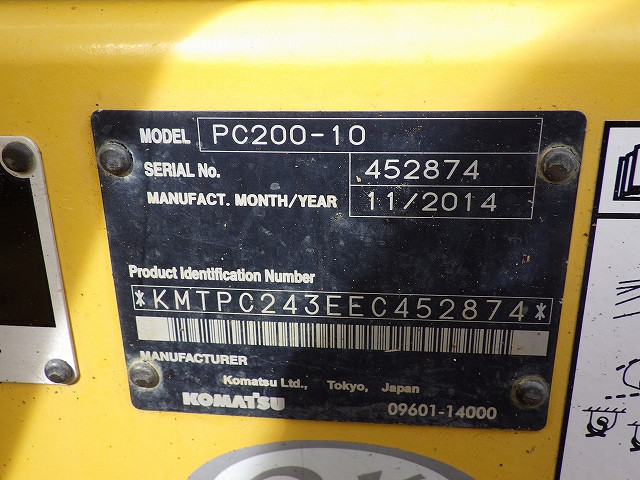 MODEL PC200-10
SERIAL No. 452874
MANUFACT. MONTH/YEAR 11/2014
Product Identification Number
*KMTPC243EEC452874*
MANUFACTURER
Komatsu Ltd., Tokyo, Japan
KOMATSU 09601-14000